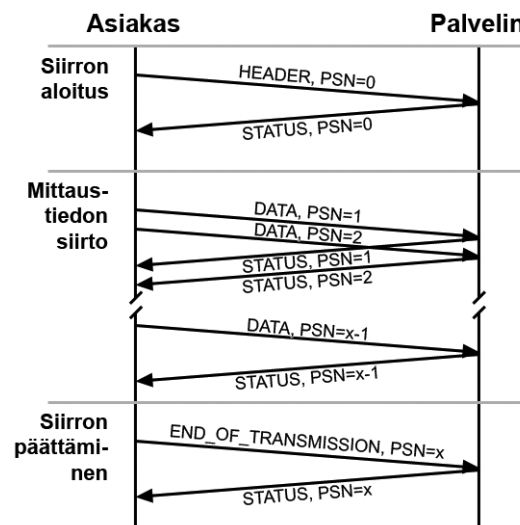 Asiakas
Palvelin
Siirron
aloitus
HEADER, PSN=0
STATUS, PSN=0
Mittaus-
tiedon
siirto
DATA, PSN=1
DATA, PSN=2
STATUS, PSN=1
STATUS, PSN=2
DATA, PSN=x-1
STATUS, PSN=x-1
Siirron
päättämi-
nen
END_OF_TRANSMISSION, PSN=x
STATUS, PSN=x